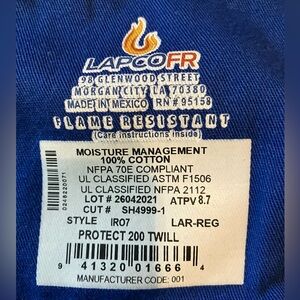 LAPCOFR
98 GLENWOOD STREET
MORGAN CITY LA 70380
MADE IN MEXICO RN# 95158
FLAME RESISTANT
(Care instructions inside)
MOISTURE MANAGEMENT
100% COTTON
NFPA 70E COMPLIANT
UL CLASSIFIED ASTM F1506
UL CLASSIFIED NFPA 2112
LOT # 26042021 ATPV 8.7
CUT # SH4999-1
STYLE IRO7 LAR-REG
PROTECT 200 TWILL
9 41320 01666 4
MANUFACTURER CODE: 001
0248220071